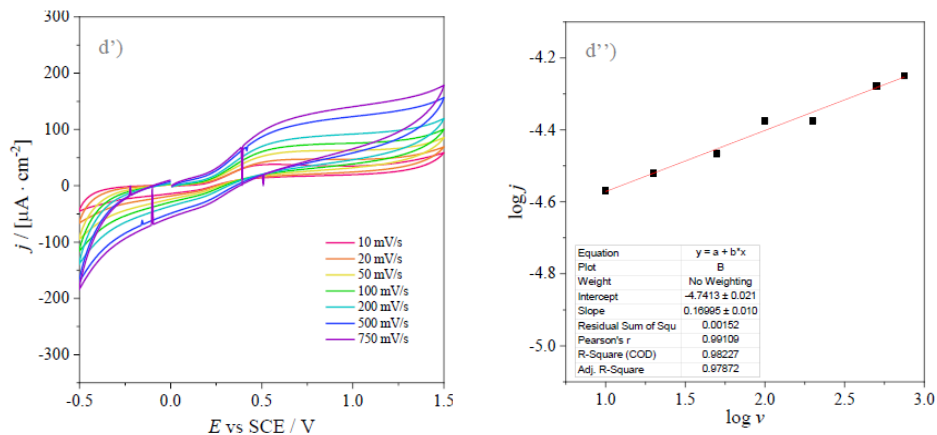 d')
300
200
100
0
-100
-200
-300
j / [µA · cm-2]
10 mV/s
20 mV/s
50 mV/s
100 mV/s
200 mV/s
500 mV/s
750 mV/s
-0.5 0.0 0.5 1.0 1.5
E vs SCE / V
d'')
-4.2
-4.4
-4.6
-4.8
-5.0
log j
Equation y = a + b*x
Plot B
Weight No Weighting
Intercept -4.7413 ± 0.021
Slope 0.16995 ± 0.010
Residual Sum of Squ 0.00152
Pearson's r 0.99109
R-Square (COD) 0.98227
Adj. R-Square 0.97872
1.0 1.5 2.0 2.5 3.0
log v